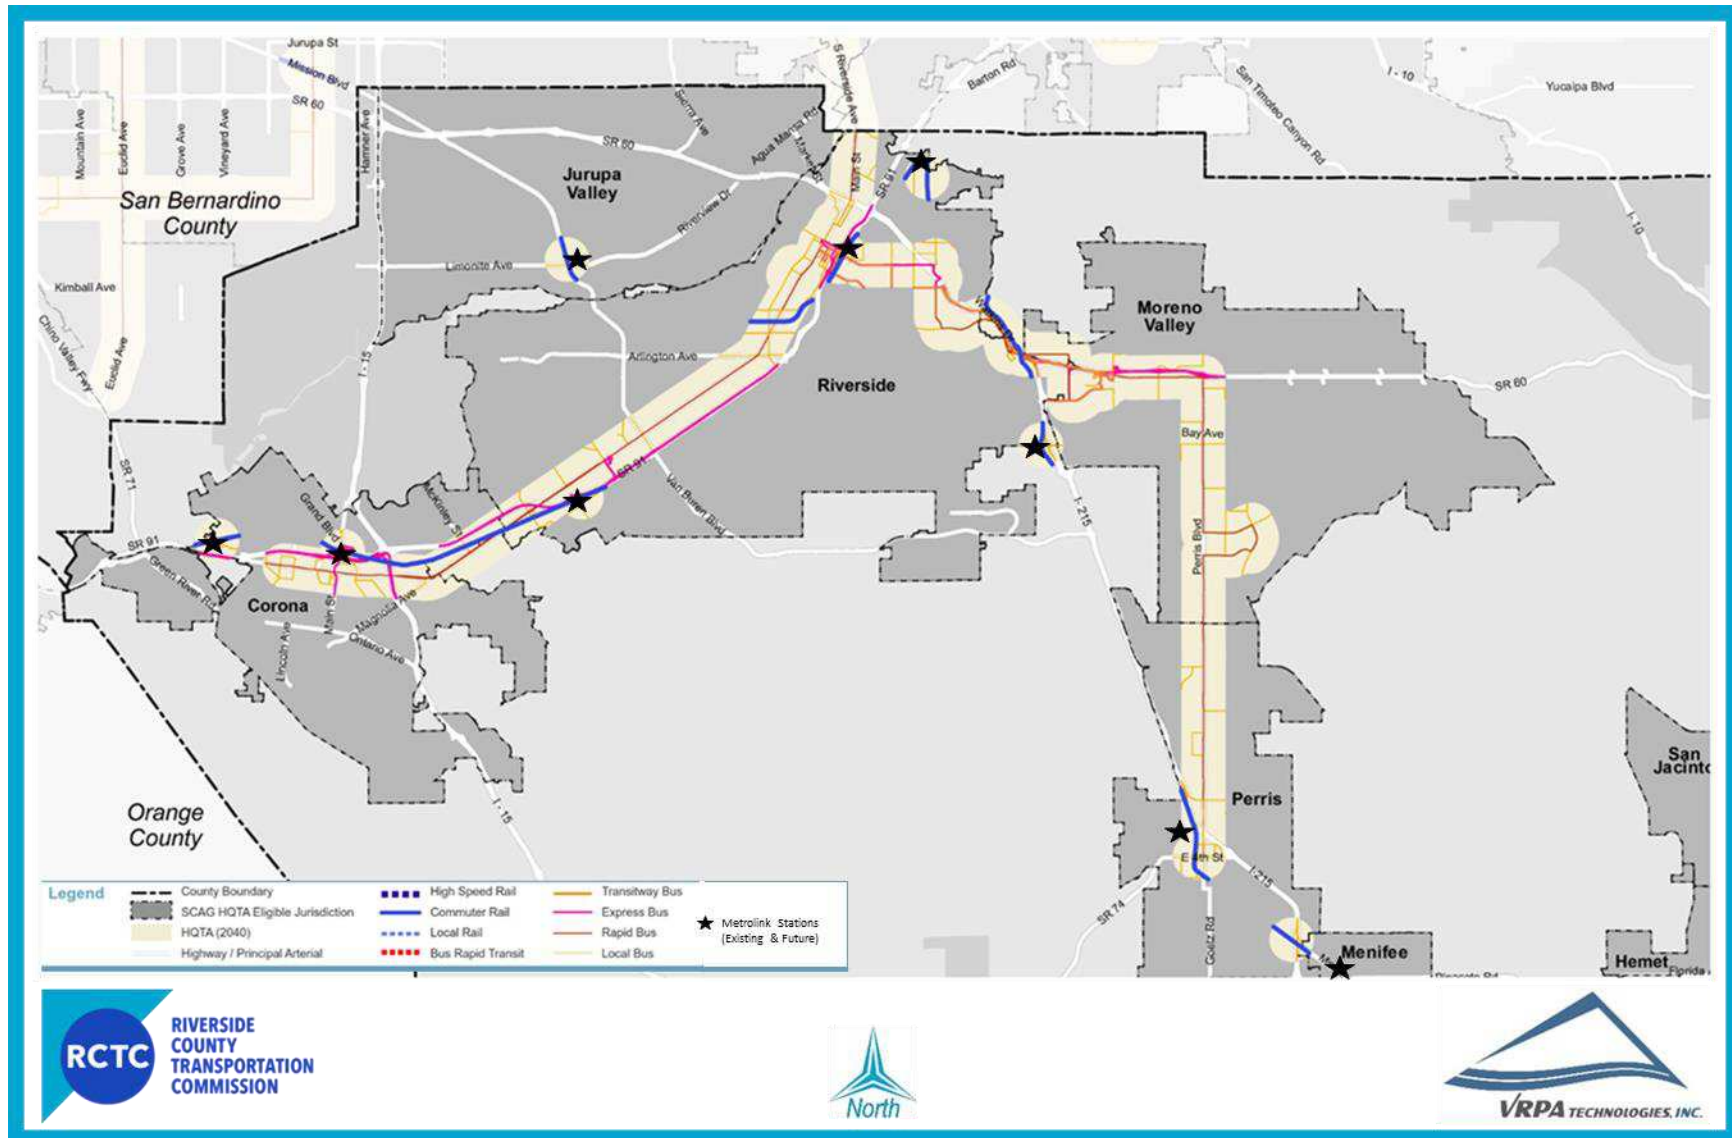 Jurupa St
Mission Blvd
SR 60
Mountain Ave
Euclid Ave
Grove Ave
Vineyard Ave
Hamner Ave
San Bernardino
County
Kimball Ave
Chino Valley Fwy
Euclid Ave
SR 71
SR 60
Sierra Ave
Agua Mansa Rd
Market St
S Riverside Ave
Main St
SR 91
Barton Rd
San Timoteo Canyon Rd
I - 10
Yucaipa Blvd
I - 10
Jurupa
Valley
Riverview Dr
Limonite Ave
I - 15
Arlington Ave
Riverside
Moreno
Valley
SR 60
Bay Ave
SR 91
Van Buren Blvd
I - 215
Perris Blvd
McKinley St
Grand Blvd
SR 91
Green River Rd
Corona
Main St
Magnolia Ave
Ontario Ave
Lincoln Ave
I - 15
Orange
County
San
Jacinto
Perris
E 4th St
I-215
SR 74
Goetz Rd
Menifee
Hemet
Florida
Pinacate Rd
Legend
County Boundary
SCAG HQTA Eligible Jurisdiction
HQTA (2040)
Highway / Principal Arterial
High Speed Rail
Commuter Rail
Local Rail
Bus Rapid Transit
Transitway Bus
Express Bus
Rapid Bus
Local Bus
Metrolink Stations
(Existing & Future)
RCTC
RIVERSIDE
COUNTY
TRANSPORTATION
COMMISSION
North
VRPA TECHNOLOGIES, INC.